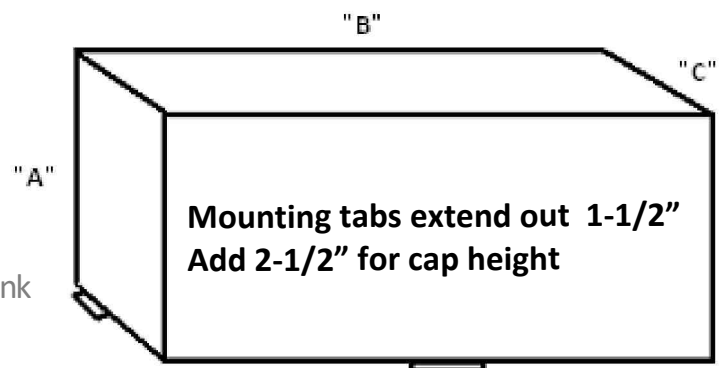 "B"
"C"
"A"
Mounting tabs extend out 1-1/2”
Add 2-1/2” for cap height
nk